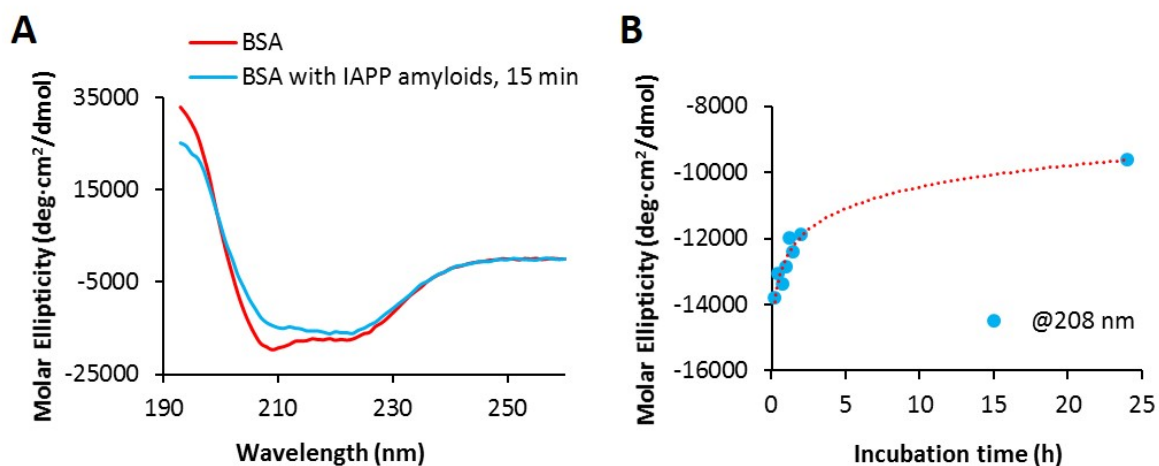 A
BSA
BSA with IAPP amyloids, 15 min
Molar Ellipticity (deg·cm²/dmol)
35000
15000
-5000
-25000
190
210
230
250
Wavelength (nm)
B
Molar Ellipticity (deg·cm²/dmol)
-8000
-10000
-12000
-14000
-16000
@208 nm
0
5
10
15
20
25
Incubation time (h)